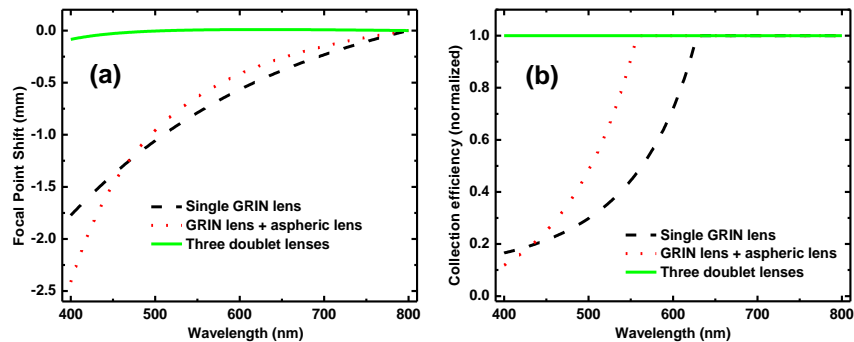 (a)
Focal Point Shift (mm)
0.0
-0.5
-1.0
-1.5
-2.0
-2.5
Single GRIN lens
GRIN lens + aspheric lens
Three doublet lenses
400 500 600 700 800
Wavelength (nm)
(b)
Collection efficiency (normalized)
1.0
0.8
0.6
0.4
0.2
0.0
Single GRIN lens
GRIN lens + aspheric lens
Three doublet lenses
400 500 600 700 800
Wavelength (nm)